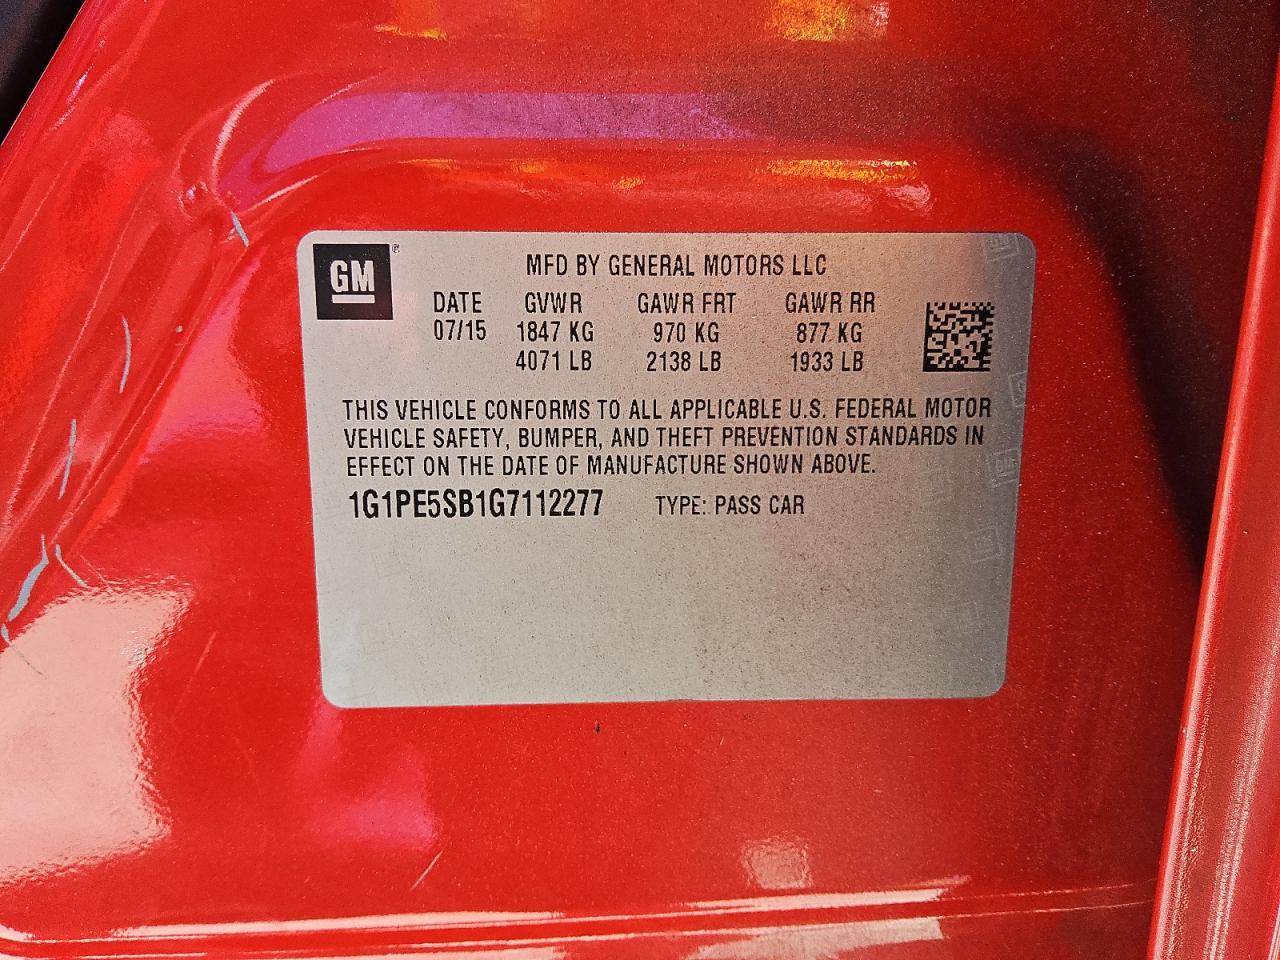 GM®
MFD BY GENERAL MOTORS LLC
DATE GVWR GAWR FRT GAWR RR
07/15 1847 KG 970 KG 877 KG
4071 LB 2138 LB 1933 LB
THIS VEHICLE CONFORMS TO ALL APPLICABLE U.S. FEDERAL MOTOR
VEHICLE SAFETY, BUMPER, AND THEFT PREVENTION STANDARDS IN
EFFECT ON THE DATE OF MANUFACTURE SHOWN ABOVE.
1G1PE5SB1G7112277 TYPE: PASS CAR